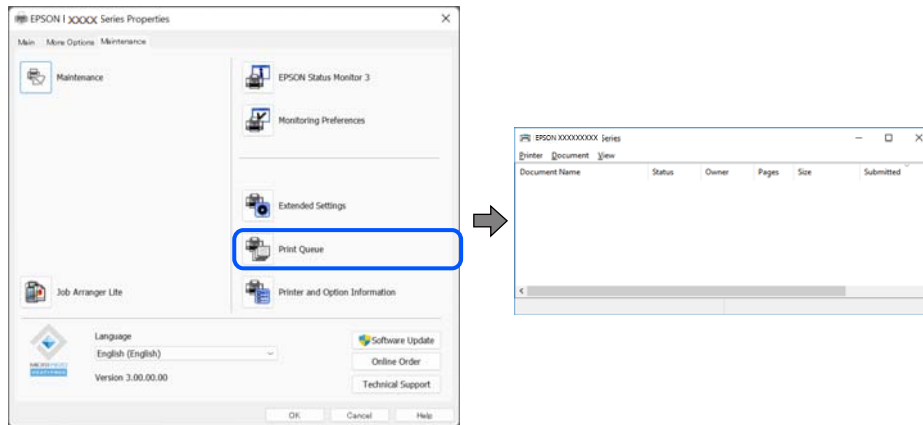 EPSON l XXXX Series Properties
Main More Options Maintenance
Maintenance
EPSON Status Monitor 3
Monitoring Preferences
Extended Settings
Print Queue
Job Arranger Lite
Printer and Option Information
Language
English (English)
Version 3.00.00.00
Software Update
Online Order
Technical Support
OK Cancel Help
EPSON XXXXXXXXX Series
Printer Document View
Document Name Status Owner Pages Size Submitted